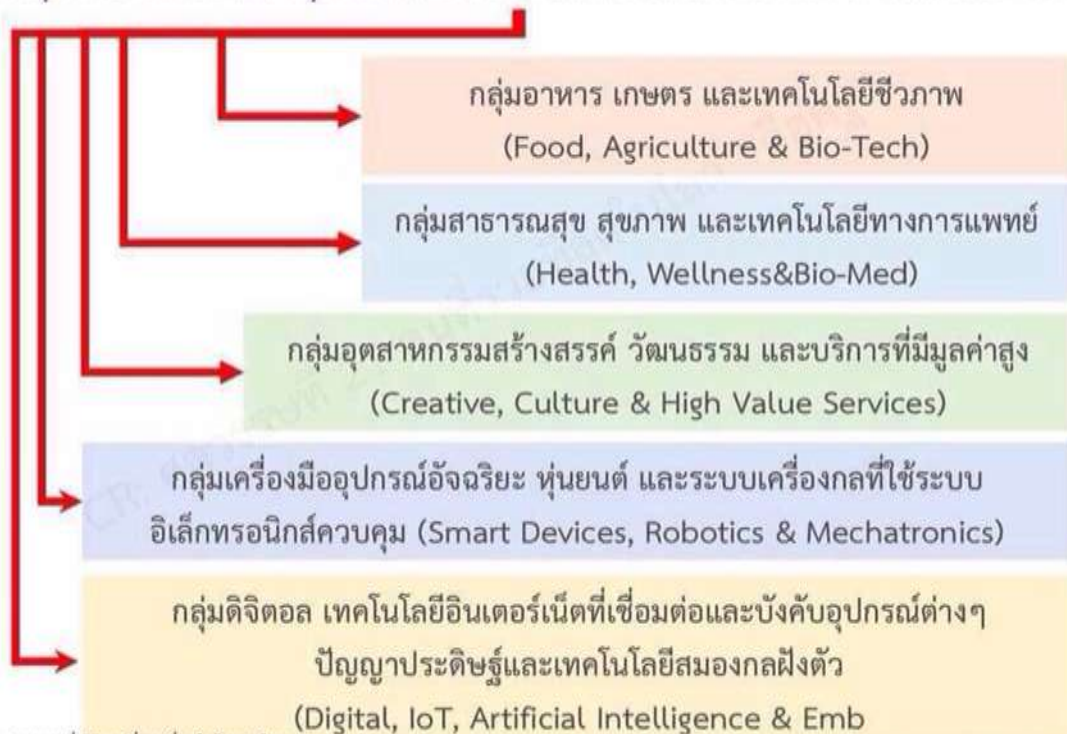 กลุ่มอาหาร เกษตร และเทคโนโลยีชีวภาพ
(Food, Agriculture & Bio-Tech)
กลุ่มสาธารณสุข สุขภาพ และเทคโนโลยีทางการแพทย์
(Health, Wellness&Bio-Med)
กลุ่มอุตสาหกรรมสร้างสรรค์ วัฒนธรรม และบริการที่มีมูลค่าสูง
(Creative, Culture & High Value Services)
กลุ่มเครื่องมืออุปกรณ์อัจฉริยะ หุ่นยนต์ และระบบเครื่องกลที่ใช้ระบบ
อิเล็กทรอนิกส์ควบคุม (Smart Devices, Robotics & Mechatronics)
กลุ่มดิจิตอล เทคโนโลยีอินเตอร์เน็ตที่เชื่อมต่อและบังคับอุปกรณ์ต่างๆ
ปัญญาประดิษฐ์และเทคโนโลยีสมองกลฝังตัว
(Digital, IoT, Artificial Intelligence & Emb